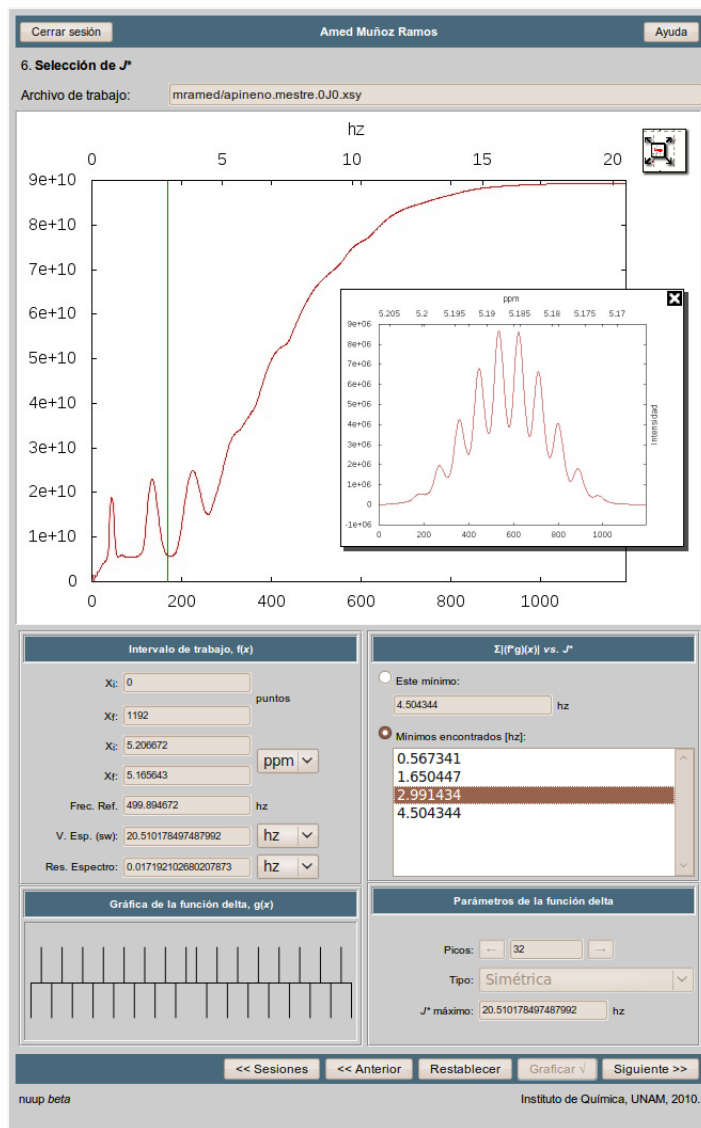 Cerrar sesión Amed Muñoz Ramos Ayuda
6. Selección de J*
Archivo de trabajo: mramed/apineno.mestre.0J0.xsy
hz
0 5 10 15 20
9e+10
8e+10
7e+10
6e+10
5e+10
4e+10
3e+10
2e+10
1e+10
0
0 200 400 600 800 1000
ppm
5.205 5.2 5.195 5.19 5.185 5.18 5.175 5.17
9e+06
8e+06
7e+06
6e+06
5e+06
4e+06
3e+06
2e+06
1e+06
0
-1e+06
0 200 400 600 800 1000
Intensidad
Intervalo de trabajo, f(x)
Xi: 0
puntos
Xf: 1192
Xi: 5.206672
ppm
Xf: 5.165643
Frec. Ref. 499.894672 hz
V. Esp. (sw): 20.510178497487992 hz
Res. Espectro: 0.017192102680207873 hz
Σ|(f*g)(x)| vs. J*
Este mínimo:
4.504344 hz
Mínimos encontrados [hz]:
0.567341
1.650447
2.991434
4.504344
Gráfica de la función delta, g(x)
Parámetros de la función delta
Picos: ← 32 →
Tipo: Simétrica
J* máximo: 20.510178497487992 hz
<< Sesiones << Anterior Restablecer Graficar √ Siguiente >>
nuup beta Instituto de Química, UNAM, 2010.